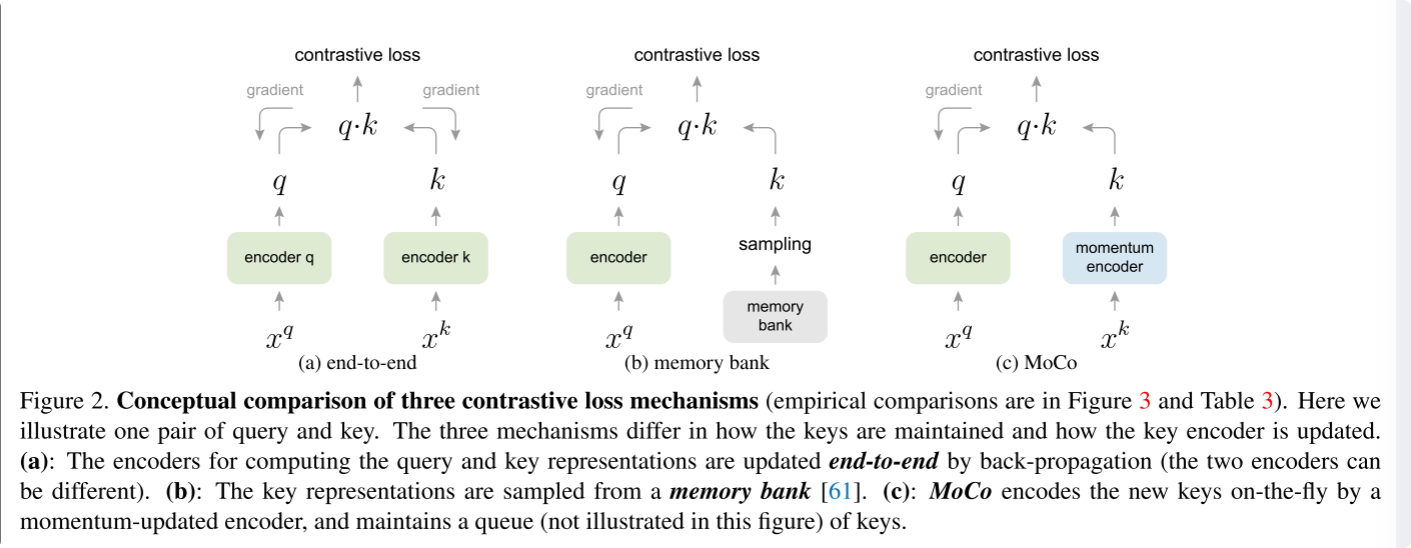 contrastive loss contrastive loss contrastive loss
gradient gradient gradient gradient
q·k q·k q·k
q k q k q k
encoder q encoder k encoder sampling encoder momentum encoder
memory bank
x^q x^k x^q x^q x^k
(a) end-to-end (b) memory bank (c) MoCo
Figure 2. Conceptual comparison of three contrastive loss mechanisms (empirical comparisons are in Figure 3 and Table 3). Here we
illustrate one pair of query and key. The three mechanisms differ in how the keys are maintained and how the key encoder is updated.
(a): The encoders for computing the query and key representations are updated end-to-end by back-propagation (the two encoders can
be different). (b): The key representations are sampled from a memory bank [61]. (c): MoCo encodes the new keys on-the-fly by a
momentum-updated encoder, and maintains a queue (not illustrated in this figure) of keys.